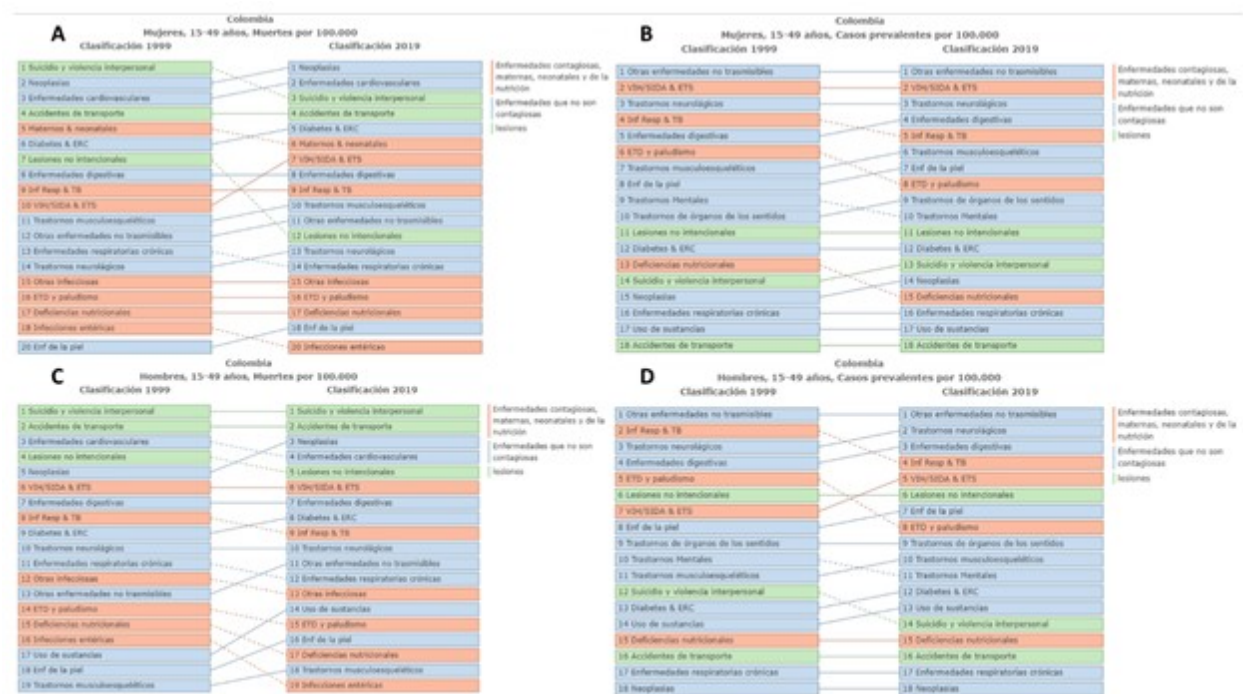 Colombia
A
Mujeres, 15-49 años, Muertes por 100.000
Clasificación 1999
Clasificación 2019
1 Suicidio y violencia interpersonal
2 Neoplasias
3 Enfermedades cardiovasculares
4 Accidentes de transporte
5 Maternos & neonatales
6 Diabetes & ERC
7 Lesiones no intencionales
8 Enfermedades digestivas
9 Inf Resp & TB
10 VIH/SIDA & ETS
11 Trastornos musculoesqueléticos
12 Otras enfermedades no trasmisibles
13 Enfermedades respiratorias crónicas
14 Trastornos neurológicos
15 Otras infecciosas
16 ETD y paludismo
17 Deficiencias nutricionales
18 Infecciones entéricas
20 Enf de la piel
1 Neoplasias
2 Enfermedades cardiovasculares
3 Suicidio y violencia interpersonal
4 Accidentes de transporte
5 Diabetes & ERC
6 Maternos & neonatales
7 VIH/SIDA & ETS
8 Enfermedades digestivas
9 Inf Resp & TB
10 Trastornos musculoesqueléticos
11 Otras enfermedades no trasmisibles
12 Lesiones no intencionales
13 Trastornos neurológicos
14 Enfermedades respiratorias crónicas
15 Otras infecciosas
16 ETD y paludismo
17 Deficiencias nutricionales
18 Enf de la piel
20 Infecciones entéricas
Enfermedades contagiosas,
maternas, neonatales y de la
nutrición
Enfermedades que no son
contagiosas
lesiones
Colombia
B
Mujeres, 15-49 años, Casos prevalentes por 100.000
Clasificación 1999
Clasificación 2019
1 Otras enfermedades no trasmisibles
2 VIH/SIDA & ETS
3 Trastornos neurológicos
4 Inf Resp & TB
5 Enfermedades digestivas
6 ETD y paludismo
7 Trastornos musculoesqueléticos
8 Enf de la piel
9 Trastornos Mentales
10 Trastornos de órganos de los sentidos
11 Lesiones no intencionales
12 Diabetes & ERC
13 Deficiencias nutricionales
14 Suicidio y violencia interpersonal
15 Neoplasias
16 Enfermedades respiratorias crónicas
17 Uso de sustancias
18 Accidentes de transporte
1 Otras enfermedades no trasmisibles
2 VIH/SIDA & ETS
3 Trastornos neurológicos
4 Enfermedades digestivas
5 Inf Resp & TB
6 Trastornos musculoesqueléticos
7 Enf de la piel
8 ETD y paludismo
9 Trastornos de órganos de los sentidos
10 Trastornos Mentales
11 Lesiones no intencionales
12 Diabetes & ERC
13 Suicidio y violencia interpersonal
14 Neoplasias
15 Deficiencias nutricionales
16 Enfermedades respiratorias crónicas
17 Uso de sustancias
18 Accidentes de transporte
Enfermedades contagiosas,
maternas, neonatales y de la
nutrición
Enfermedades que no son
contagiosas
lesiones
Colombia
C
Hombres, 15-49 años, Muertes por 100.000
Clasificación 1999
Clasificación 2019
1 Suicidio y violencia interpersonal
2 Accidentes de transporte
3 Enfermedades cardiovasculares
4 Lesiones no intencionales
5 Neoplasias
6 VIH/SIDA & ETS
7 Enfermedades digestivas
8 Inf Resp & TB
9 Diabetes & ERC
10 Trastornos neurológicos
11 Enfermedades respiratorias crónicas
12 Otras infecciosas
13 Otras enfermedades no trasmisibles
14 ETD y paludismo
15 Deficiencias nutricionales
16 Infecciones entéricas
17 Uso de sustancias
18 Enf de la piel
19 Trastornos musculoesqueléticos
1 Suicidio y violencia interpersonal
2 Accidentes de transporte
3 Neoplasias
4 Enfermedades cardiovasculares
5 Lesiones no intencionales
6 VIH/SIDA & ETS
7 Enfermedades digestivas
8 Diabetes & ERC
9 Inf Resp & TB
10 Trastornos neurológicos
11 Otras enfermedades no trasmisibles
12 Enfermedades respiratorias crónicas
13 Otras infecciosas
14 Uso de sustancias
15 ETD y paludismo
16 Enf de la piel
17 Deficiencias nutricionales
18 Trastornos musculoesqueléticos
19 Infecciones entéricas
Enfermedades contagiosas,
maternas, neonatales y de la
nutrición
Enfermedades que no son
contagiosas
lesiones
Colombia
D
Hombres, 15-49 años, Casos prevalentes por 100.000
Clasificación 1999
Clasificación 2019
1 Otras enfermedades no trasmisibles
2 Inf Resp & TB
3 Trastornos neurológicos
4 Enfermedades digestivas
5 ETD y paludismo
6 Lesiones no intencionales
7 VIH/SIDA & ETS
8 Enf de la piel
9 Trastornos de órganos de los sentidos
10 Trastornos Mentales
11 Trastornos musculoesqueléticos
12 Suicidio y violencia interpersonal
13 Diabetes & ERC
14 Uso de sustancias
15 Deficiencias nutricionales
16 Accidentes de transporte
17 Enfermedades respiratorias crónicas
18 Neoplasias
1 Otras enfermedades no trasmisibles
2 Trastornos neurológicos
3 Enfermedades digestivas
4 Inf Resp & TB
5 VIH/SIDA & ETS
6 Lesiones no intencionales
7 Enf de la piel
8 ETD y paludismo
9 Trastornos de órganos de los sentidos
10 Trastornos musculoesqueléticos
11 Trastornos Mentales
12 Diabetes & ERC
13 Uso de sustancias
14 Suicidio y violencia interpersonal
15 Deficiencias nutricionales
16 Accidentes de transporte
17 Enfermedades respiratorias crónicas
18 Neoplasias
Enfermedades contagiosas,
maternas, neonatales y de la
nutrición
Enfermedades que no son
contagiosas
lesiones